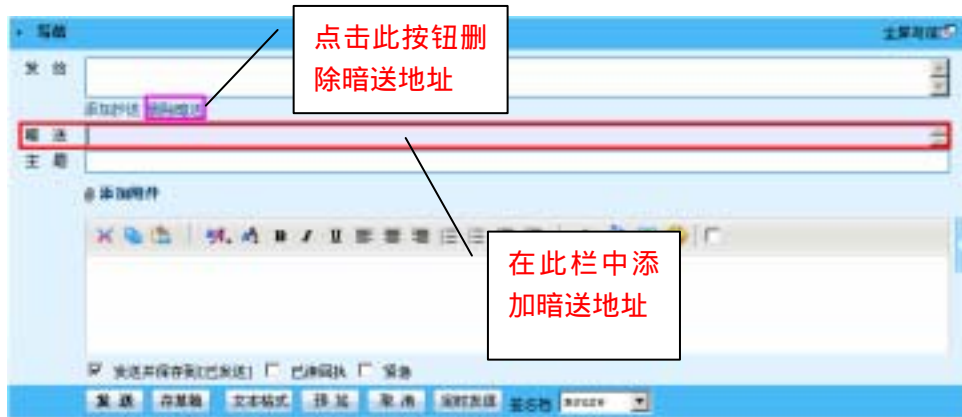 写信
点击此按钮删
除暗送地址
全屏写信
发 给
添加抄送 删除暗送
暗 送
主 题
添加附件
B I U
在此栏中添
加暗送地址
发送并保存到[已发送] 已读回执 紧急
发 送 存草稿 文本格式 预 览 取 消 定时发送 签名档